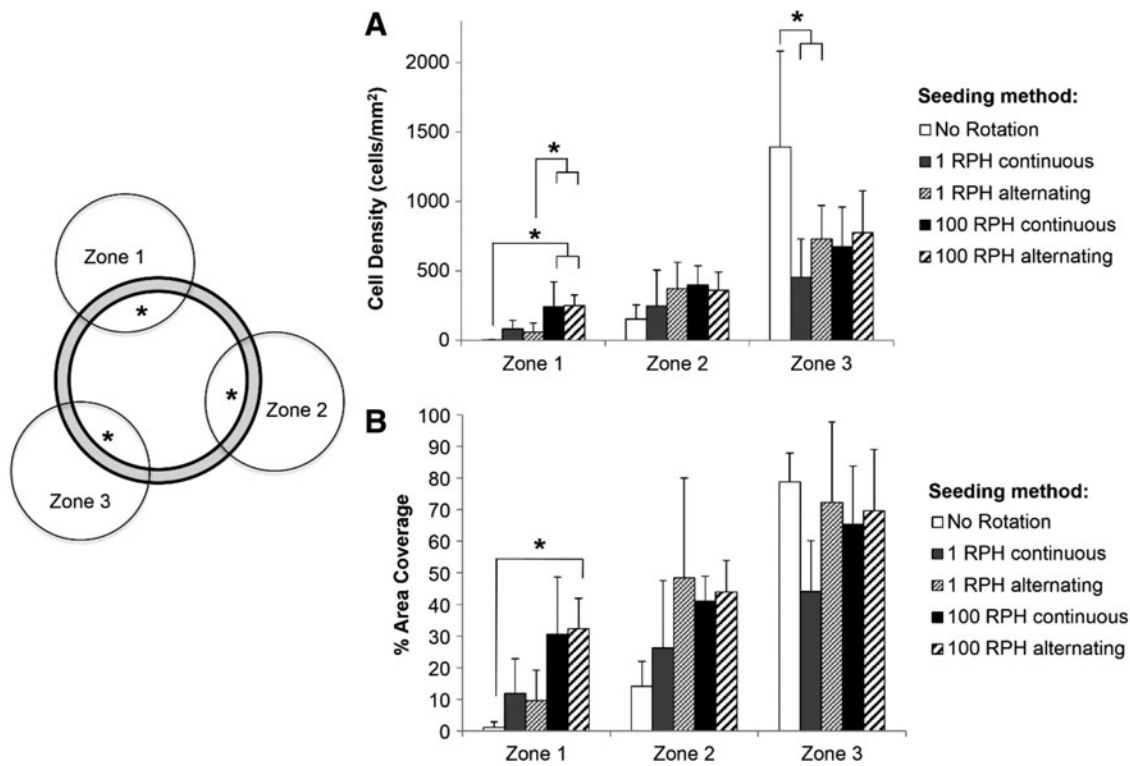 Zone 1
*
*
Zone 2
*
Zone 3
A
Cell Density (cells/mm²)
2000
1500
1000
500
0
*
*
*
Zone 1
Zone 2
Zone 3
Seeding method:
No Rotation
1 RPH continuous
1 RPH alternating
100 RPH continuous
100 RPH alternating
B
% Area Coverage
100
90
80
70
60
50
40
30
20
10
0
*
Zone 1
Zone 2
Zone 3
Seeding method:
No Rotation
1 RPH continuous
1 RPH alternating
100 RPH continuous
100 RPH alternating